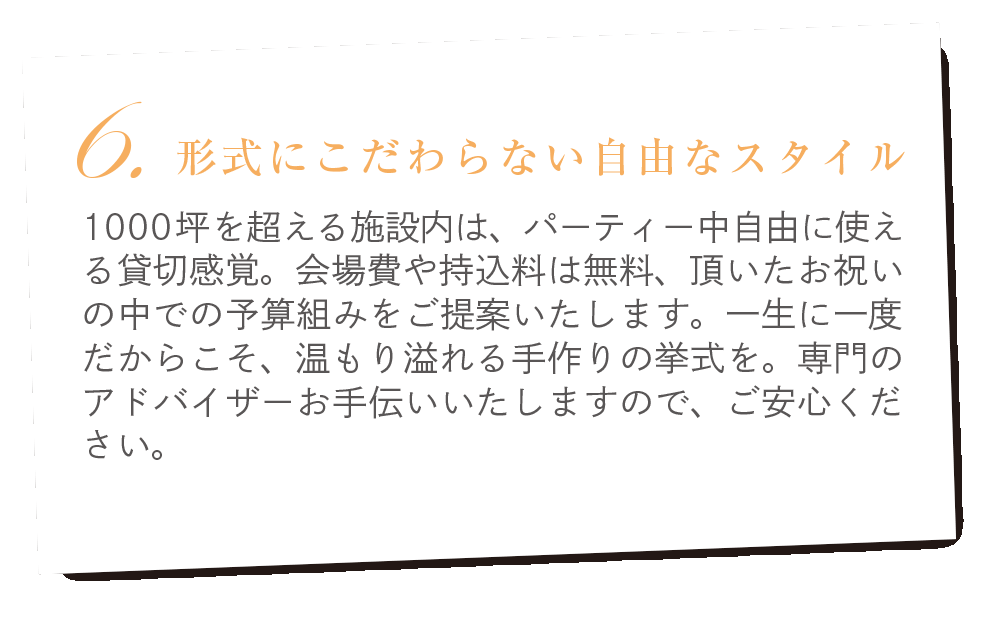 6. 形式にこだわらない自由なスタイル
1000坪を超える施設内は、パーティー中自由に使え
る貸切感覚。会場費や持込料は無料、頂いたお祝い
の中での予算組みをご提案いたします。一生に一度
だからこそ、温もり溢れる手作りの挙式を。専門の
アドバイザーお手伝いいたしますので、ご安心くだ
さい。